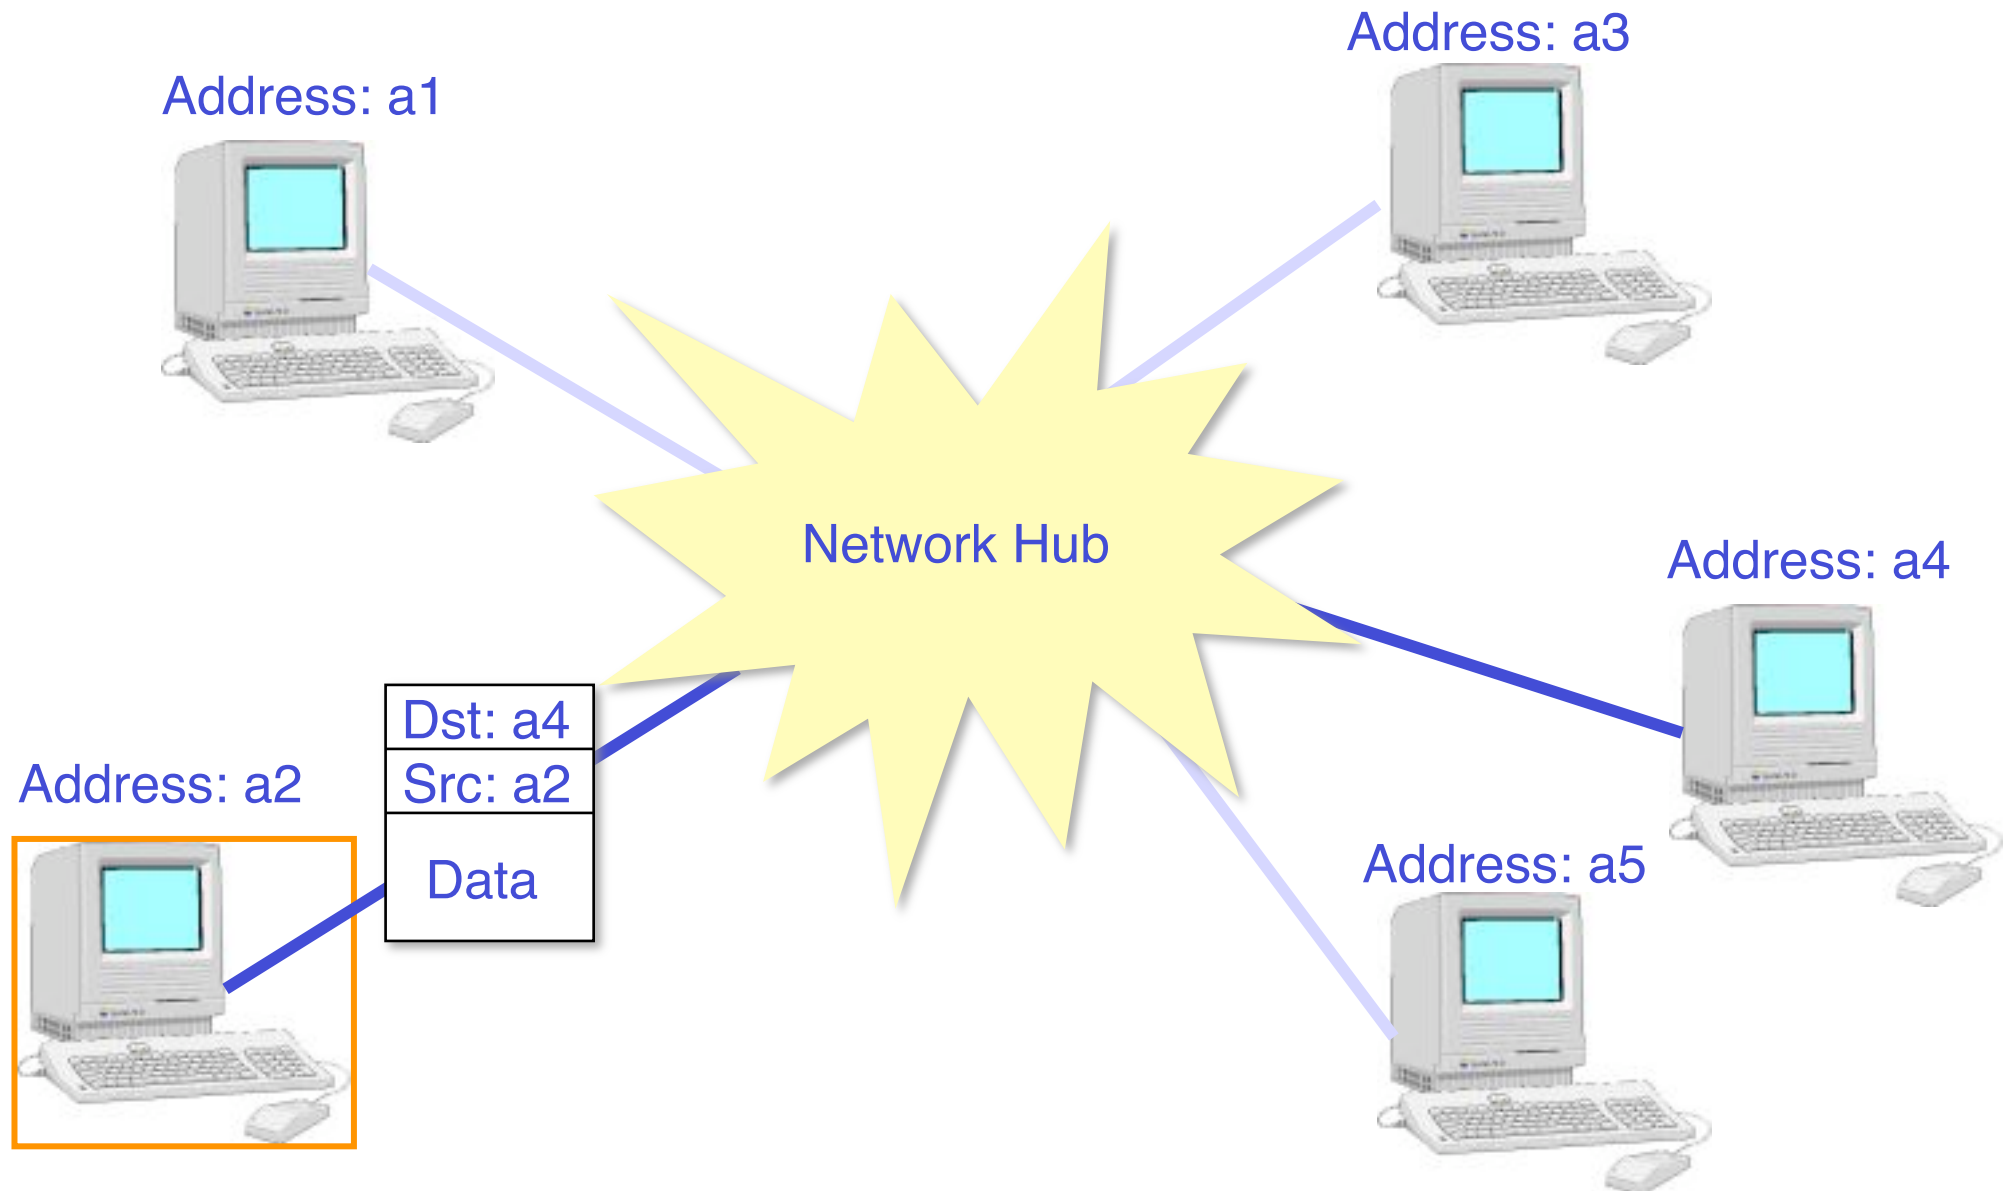 Address: a3
Address: a1
Network Hub
Address: a4
Dst: a4
Src: a2
Data
Address: a2
Address: a5